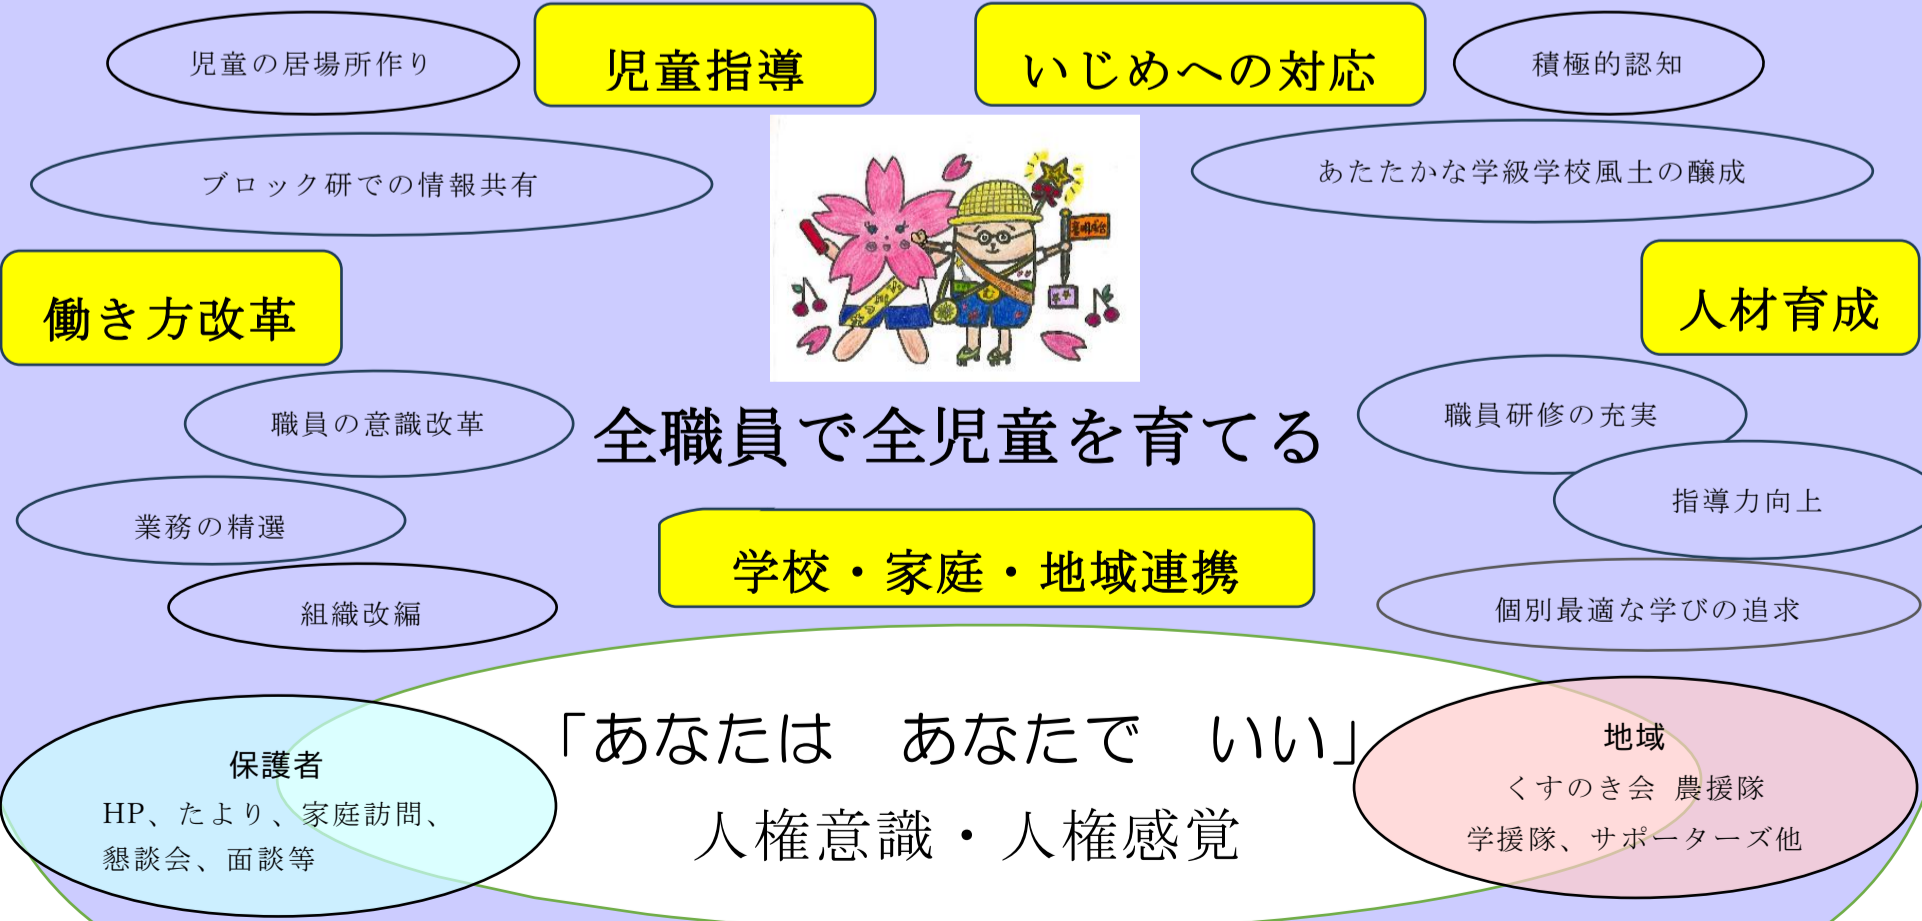 児童の居場所作り
児童指導
いじめへの対応
積極的認知
ブロック研での情報共有
あたたかな学級学校風土の醸成
働き方改革
人材育成
職員の意識改革
全職員で全児童を育てる
職員研修の充実
業務の精選
指導力向上
学校・家庭・地域連携
組織改編
個別最適な学びの追求
「あなたは　あなたで　いい」
人権意識・人権感覚
保護者
HP、たより、家庭訪問、
懇談会、面談等
地域
くすのき会 農援隊
学援隊、サポーターズ他